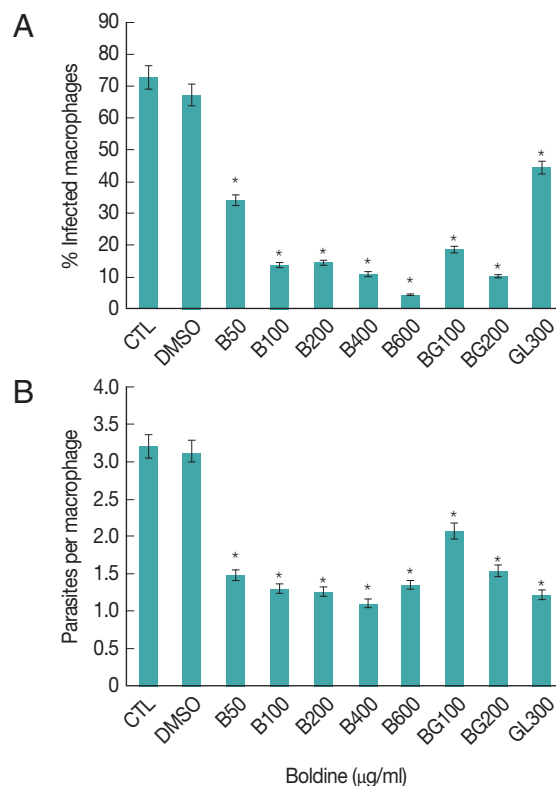 A
% Infected macrophages
90
80
70
60
50
40
30
20
10
0
* * * * * * * *
CTL DMSO B50 B100 B200 B400 B600 BG100 BG200 GL300
B
Parasites per macrophage
4.0
3.5
3.0
2.5
2.0
1.5
1.0
0.5
0
* * * * * * * *
CTL DMSO B50 B100 B200 B400 B600 BG100 BG200 GL300
Boldine (μg/ml)